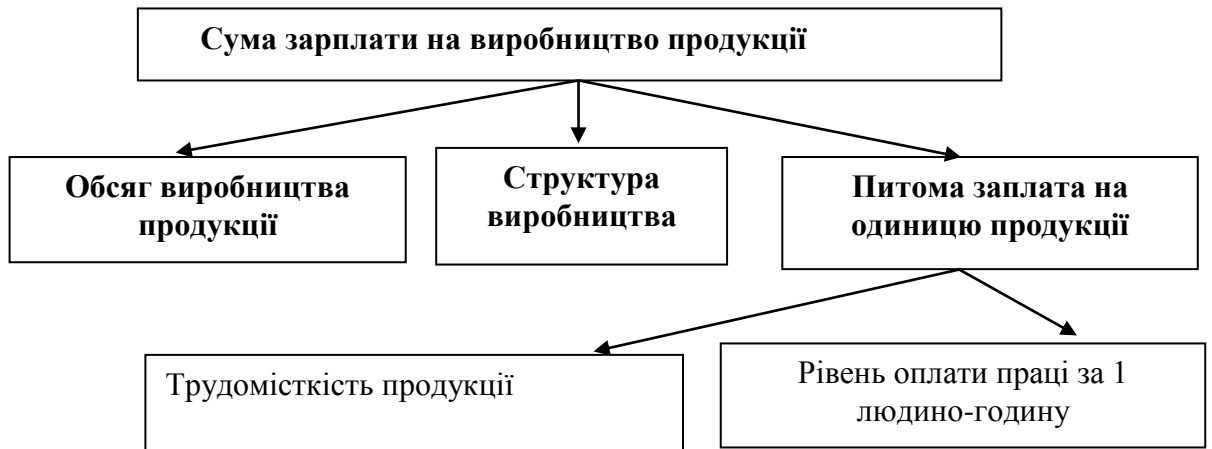 Сума зарплати на виробництво продукції
Обсяг виробництва
продукції
Структура
виробництва
Питома заплата на
одиницю продукції
Трудомісткість продукції
Рівень оплати праці за 1
людино-годину